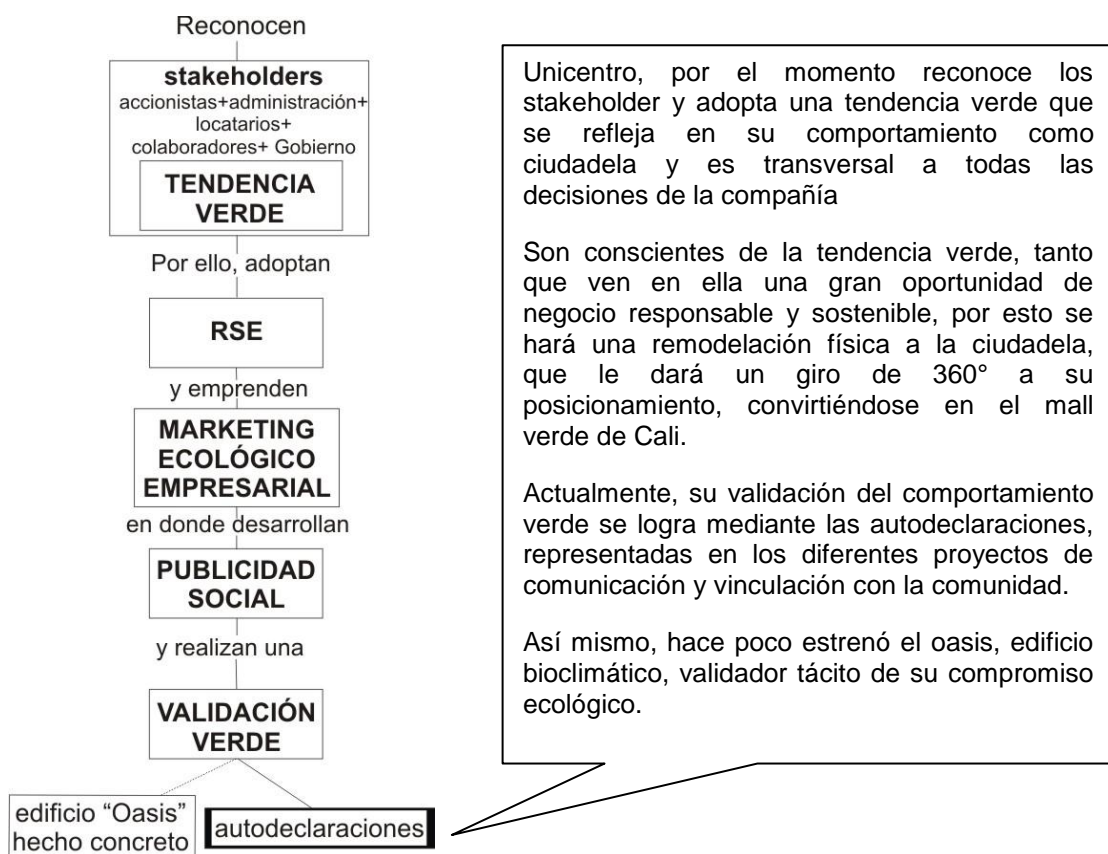 Reconocen
stakeholders
accionistas+administración+
locatarios+
colaboradores+ Gobierno
TENDENCIA
VERDE
Por ello, adoptan
RSE
y emprenden
MARKETING
ECOLÓGICO
EMPRESARIAL
en donde desarrollan
PUBLICIDAD
SOCIAL
y realizan una
VALIDACIÓN
VERDE
edificio “Oasis”
hecho concreto
autodeclaraciones
Unicentro, por el momento reconoce los
stakeholder y adopta una tendencia verde que
se refleja en su comportamiento como
ciudadela y es transversal a todas las
decisiones de la compañía
Son conscientes de la tendencia verde, tanto
que ven en ella una gran oportunidad de
negocio responsable y sostenible, por esto se
hará una remodelación física a la ciudadela,
que le dará un giro de 360° a su
posicionamiento, convirtiéndose en el mall
verde de Cali.
Actualmente, su validación del comportamiento
verde se logra mediante las autodeclaraciones,
representadas en los diferentes proyectos de
comunicación y vinculación con la comunidad.
Así mismo, hace poco estrenó el oasis, edificio
bioclimático, validador tácito de su compromiso
ecológico.